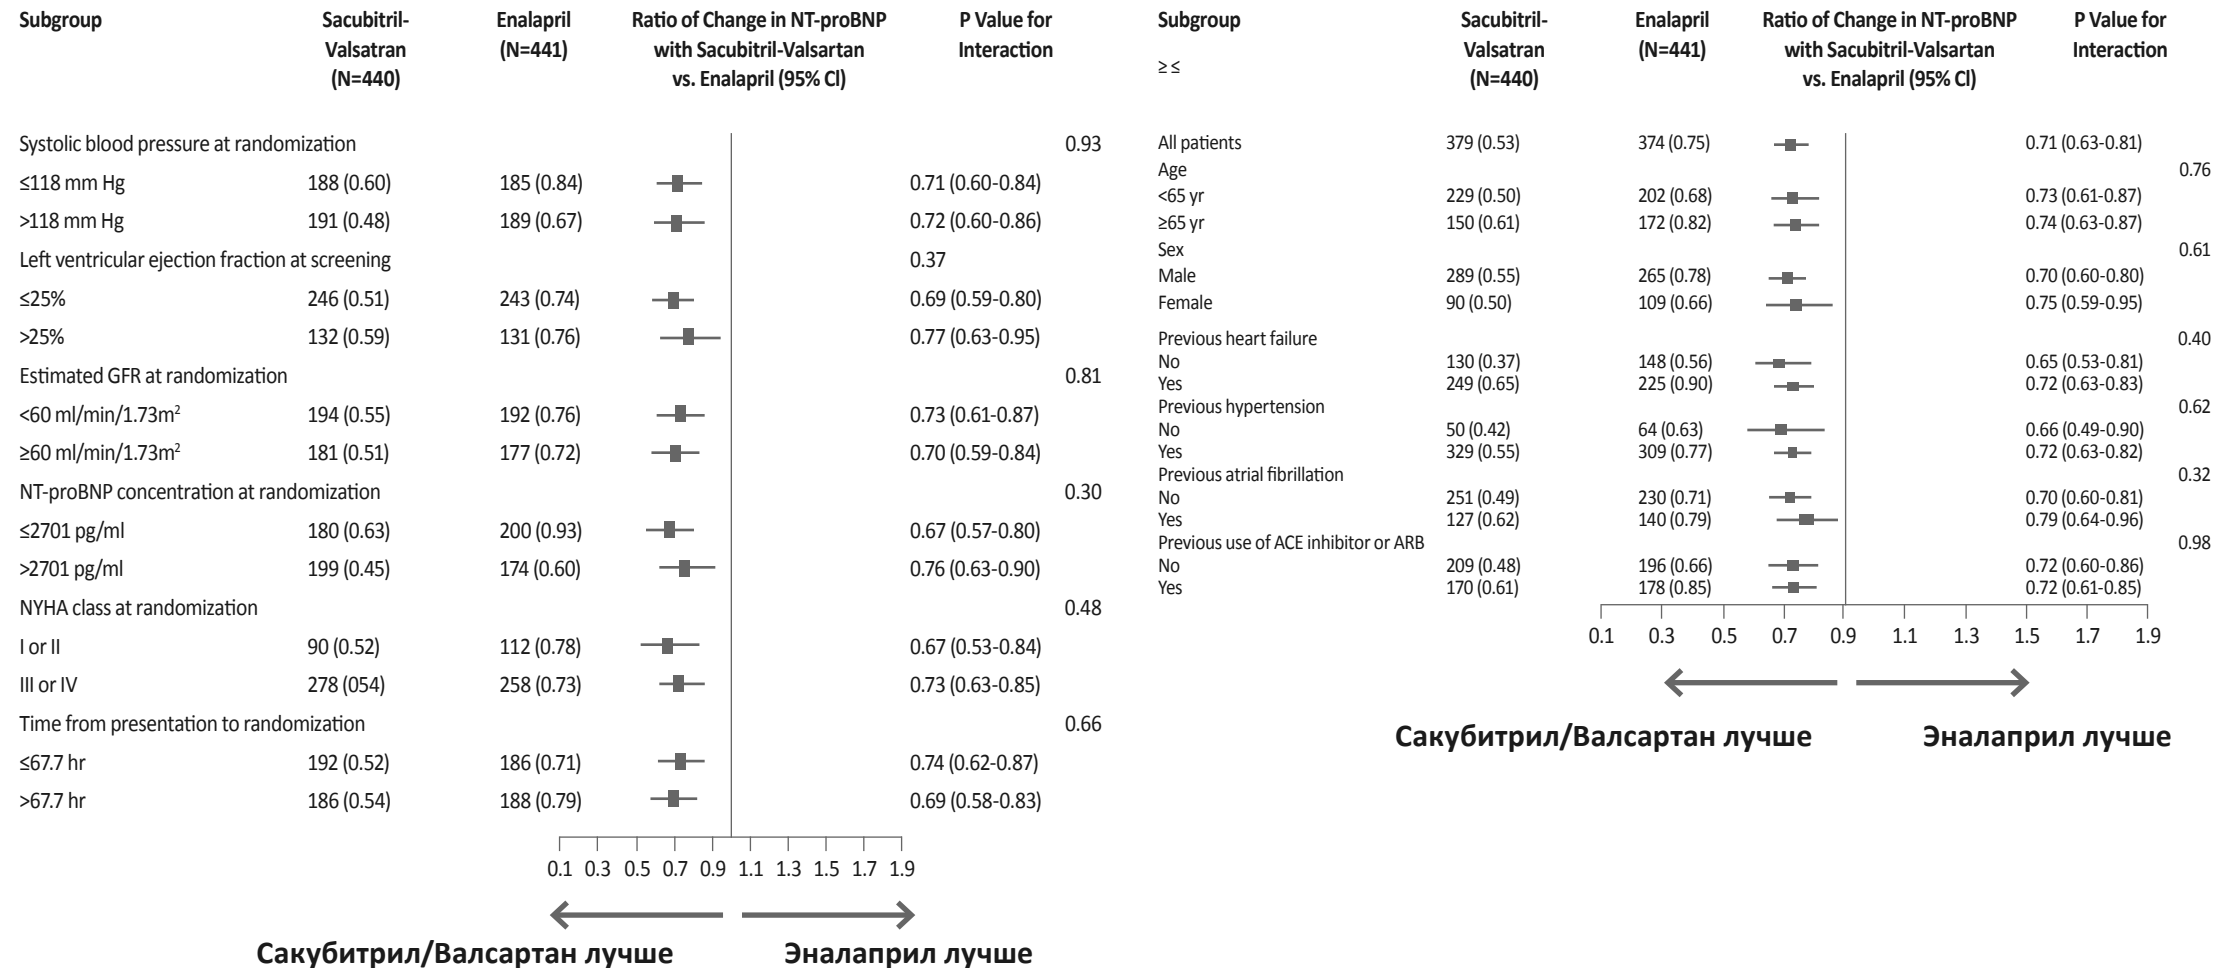 Subgroup Sacubitril- Enalapril Ratio of Change in NT-proBNP P Value for
Valsatran (N=441) with Sacubitril-Valsartan Interaction
(N=440) vs. Enalapril (95% CI)
Systolic blood pressure at randomization 0.93
≤118 mm Hg 188 (0.60) 185 (0.84) 0.71 (0.60-0.84)
>118 mm Hg 191 (0.48) 189 (0.67) 0.72 (0.60-0.86)
Left ventricular ejection fraction at screening 0.37
≤25% 246 (0.51) 243 (0.74) 0.69 (0.59-0.80)
>25% 132 (0.59) 131 (0.76) 0.77 (0.63-0.95)
Estimated GFR at randomization 0.81
<60 ml/min/1.73m² 194 (0.55) 192 (0.76) 0.73 (0.61-0.87)
≥60 ml/min/1.73m² 181 (0.51) 177 (0.72) 0.70 (0.59-0.84)
NT-proBNP concentration at randomization 0.30
≤2701 pg/ml 180 (0.63) 200 (0.93) 0.67 (0.57-0.80)
>2701 pg/ml 199 (0.45) 174 (0.60) 0.76 (0.63-0.90)
NYHA class at randomization 0.48
I or II 90 (0.52) 112 (0.78) 0.67 (0.53-0.84)
III or IV 278 (054) 258 (0.73) 0.73 (0.63-0.85)
Time from presentation to randomization 0.66
≤67.7 hr 192 (0.52) 186 (0.71) 0.74 (0.62-0.87)
>67.7 hr 186 (0.54) 188 (0.79) 0.69 (0.58-0.83)
0.1 0.3 0.5 0.7 0.9 1.1 1.3 1.5 1.7 1.9
Сакубитрил/Валсартан лучше Эналаприл лучше
Subgroup Sacubitril- Enalapril Ratio of Change in NT-proBNP P Value for
Valsatran (N=441) with Sacubitril-Valsartan Interaction
≥ ≤ (N=440) vs. Enalapril (95% CI)
All patients 379 (0.53) 374 (0.75) 0.71 (0.63-0.81)
Age 0.76
<65 yr 229 (0.50) 202 (0.68) 0.73 (0.61-0.87)
≥65 yr 150 (0.61) 172 (0.82) 0.74 (0.63-0.87)
Sex 0.61
Male 289 (0.55) 265 (0.78) 0.70 (0.60-0.80)
Female 90 (0.50) 109 (0.66) 0.75 (0.59-0.95)
Previous heart failure 0.40
No 130 (0.37) 148 (0.56) 0.65 (0.53-0.81)
Yes 249 (0.65) 225 (0.90) 0.72 (0.63-0.83)
Previous hypertension 0.62
No 50 (0.42) 64 (0.63) 0.66 (0.49-0.90)
Yes 329 (0.55) 309 (0.77) 0.72 (0.63-0.82)
Previous atrial fibrillation 0.32
No 251 (0.49) 230 (0.71) 0.70 (0.60-0.81)
Yes 127 (0.62) 140 (0.79) 0.79 (0.64-0.96)
Previous use of ACE inhibitor or ARB 0.98
No 209 (0.48) 196 (0.66) 0.72 (0.60-0.86)
Yes 170 (0.61) 178 (0.85) 0.72 (0.61-0.85)
0.1 0.3 0.5 0.7 0.9 1.1 1.3 1.5 1.7 1.9
Сакубитрил/Валсартан лучше Эналаприл лучше